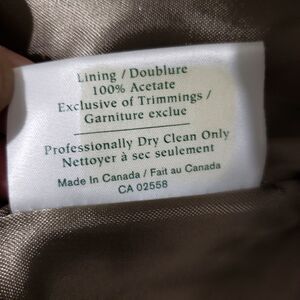 Lining / Doublure
100% Acetate
Exclusive of Trimmings /
Garniture exclue
Professionally Dry Clean Only
Nettoyer à sec seulement
Made In Canada / Fait au Canada
CA 02558